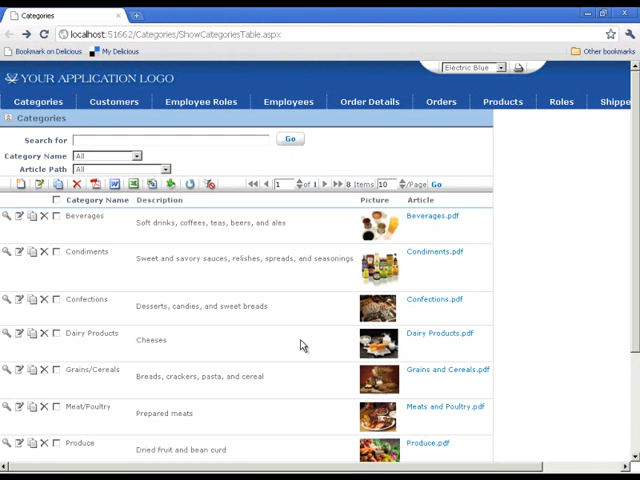 Categories
localhost:51662/Categories/ShowCategoriesTable.aspx
Bookmark on Delicious My Delicious Other bookmarks
Electric Blue
YOUR APPLICATION LOGO
Categories Customers Employee Roles Employees Order Details Orders Products Roles Shippe
Categories
Search for Go
Category Name All
Article Path All
1 of 1 8 Items 10 /Page Go
Category Name Description Picture Article
Beverages Soft drinks, coffees, teas, beers, and ales Beverages.pdf
Condiments Sweet and savory sauces, relishes, spreads, and seasonings Condiments.pdf
Confections Desserts, candies, and sweet breads Confections.pdf
Dairy Products Cheeses Dairy Products.pdf
Grains/Cereals Breads, crackers, pasta, and cereal Grains and Cereals.pdf
Meat/Poultry Prepared meats Meats and Poultry.pdf
Produce Dried fruit and bean curd Produce.pdf